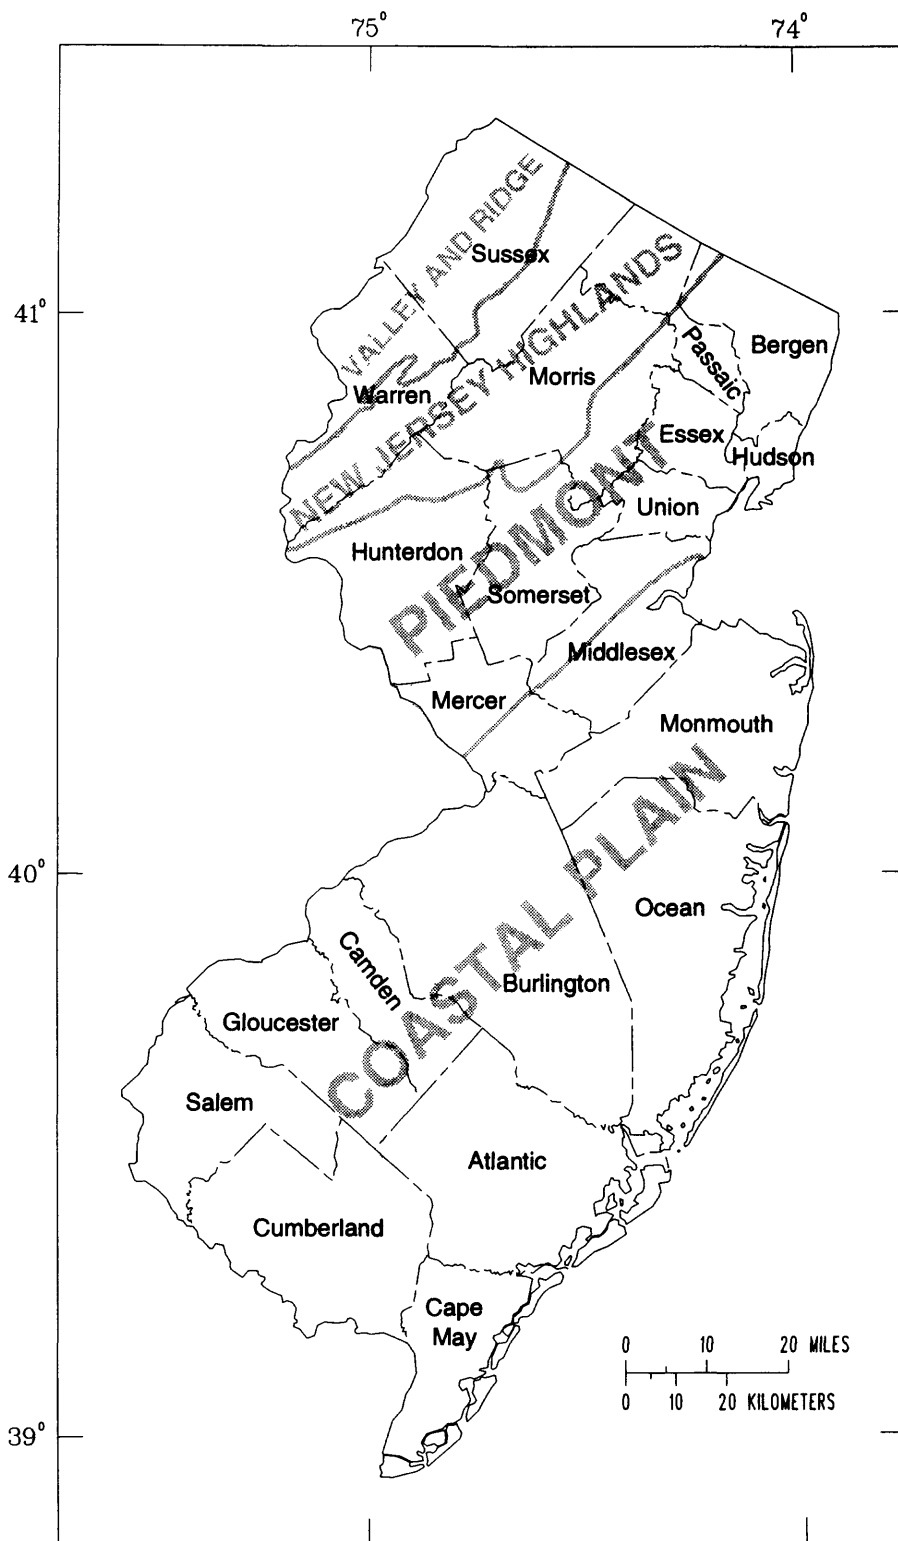 75° 74°
VALLEY AND RIDGE
Sussex
NEW JERSEY HIGHLANDS
41°
Passaic
Bergen
Morris
Warren
Essex
Hudson
PIEDMONT
Union
Hunterdon
Somerset
Middlesex
Mercer
Monmouth
COASTAL PLAIN
40°
Ocean
Camden
Burlington
Gloucester
Salem
Atlantic
Cumberland
Cape
May
0 10 20 MILES
0 10 20 KILOMETERS
39°